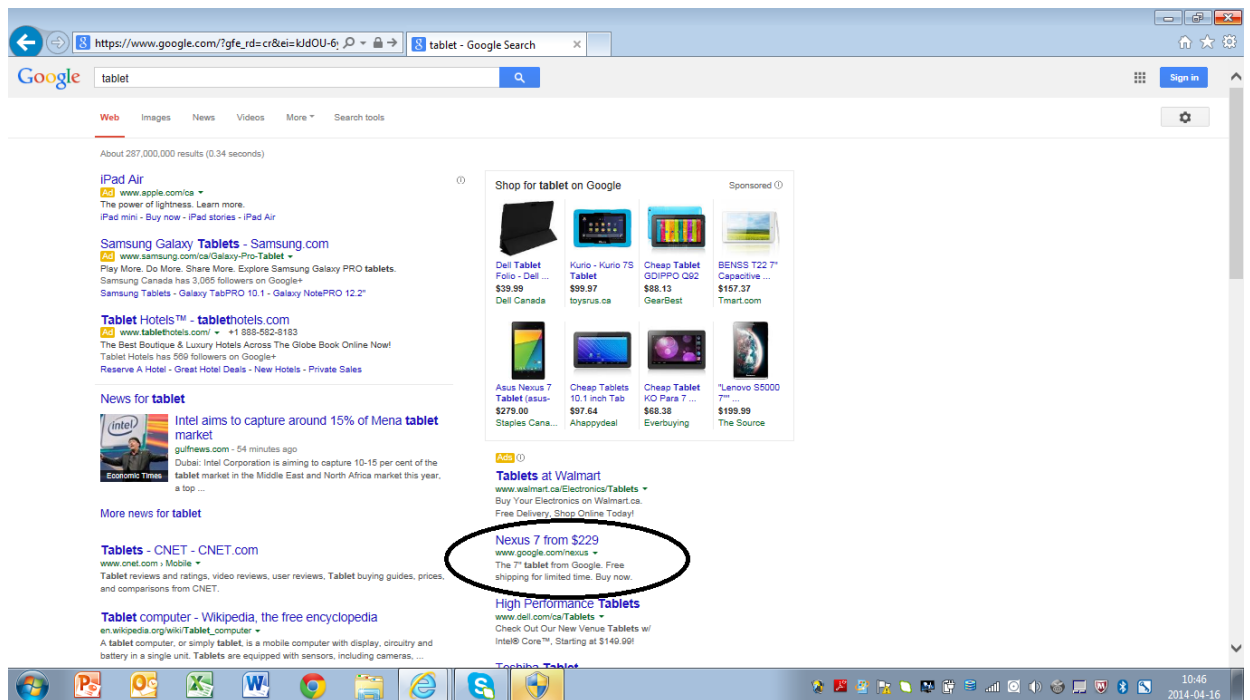 https://www.google.com/?gfe_rd=cr&ei=kJdOU-6
tablet - Google Search
Google
tablet
Sign in
Web Images News Videos More Search tools
About 287,000,000 results (0.34 seconds)
iPad Air
Ad www.apple.com/ca
The power of lightness. Learn more.
iPad mini - Buy now - iPad stories - iPad Air
Samsung Galaxy Tablets - Samsung.com
Ad www.samsung.com/ca/Galaxy-Pro-Tablet
Play More. Do More. Share More. Explore Samsung Galaxy PRO tablets.
Samsung Canada has 3,065 followers on Google+
Samsung Tablets - Galaxy TabPRO 10.1 - Galaxy NotePRO 12.2"
Tablet Hotels™ - tablethotels.com
Ad www.tablethotels.com/ +1 888-582-8183
The Best Boutique & Luxury Hotels Across The Globe Book Online Now!
Tablet Hotels has 569 followers on Google+
Reserve A Hotel - Great Hotel Deals - New Hotels - Private Sales
News for tablet
(intel)
Economic Times
Intel aims to capture around 15% of Mena tablet
market
gulfnews.com - 54 minutes ago
Dubai: Intel Corporation is aiming to capture 10-15 per cent of the
tablet market in the Middle East and North Africa market this year,
a top ...
More news for tablet
Tablets - CNET - CNET.com
www.cnet.com › Mobile
Tablet reviews and ratings, video reviews, user reviews, Tablet buying guides, prices,
and comparisons from CNET.
Tablet computer - Wikipedia, the free encyclopedia
en.wikipedia.org/wiki/Tablet_computer
A tablet computer, or simply tablet, is a mobile computer with display, circuitry and
battery in a single unit. Tablets are equipped with sensors, including cameras, ...
Shop for tablet on Google
Sponsored
Dell Tablet
Folio - Dell ...
$39.99
Dell Canada
Kurio - Kurio 7S
Tablet
$99.97
toysrus.ca
Cheap Tablet
GDIPPO Q92
$88.13
GearBest
BENSS T22 7"
Capacitive ...
$157.37
Tmart.com
Asus Nexus 7
Tablet (asus-
$279.00
Staples Cana...
Cheap Tablets
10.1 inch Tab
$97.64
Ahappydeal
Cheap Tablet
KO Para 7 ...
$68.38
Everbuying
"Lenovo S5000
7"" ...
$199.99
The Source
Ads
Tablets at Walmart
www.walmart.ca/Electronics/Tablets
Buy Your Electronics on Walmart.ca.
Free Delivery, Shop Online Today!
Nexus 7 from $229
www.google.com/nexus
The 7" tablet from Google. Free
shipping for limited time. Buy now.
High Performance Tablets
www.dell.com/ca/Tablets
Check Out Our New Venue Tablets w/
Intel® Core™, Starting at $149.99!
Toshiba Tablet
10:46
2014-04-16